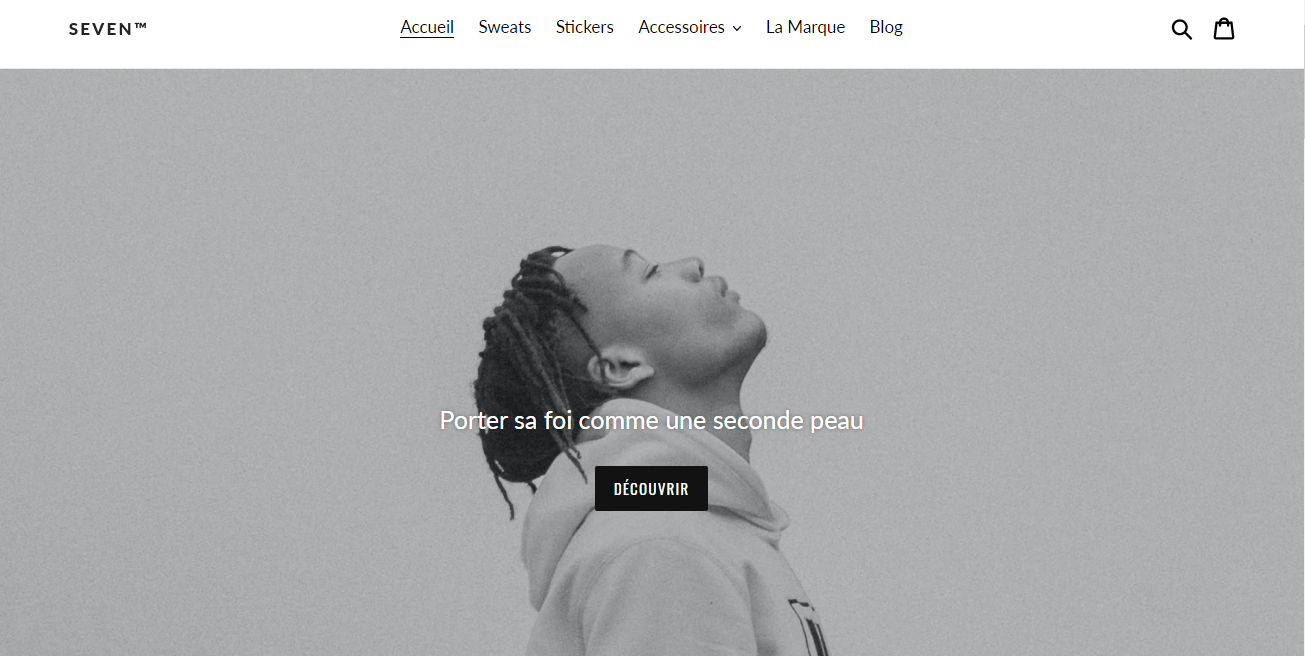 SEVEN™
Accueil Sweats Stickers Accessoires La Marque Blog
Porter sa foi comme une seconde peau
DÉCOUVRIR